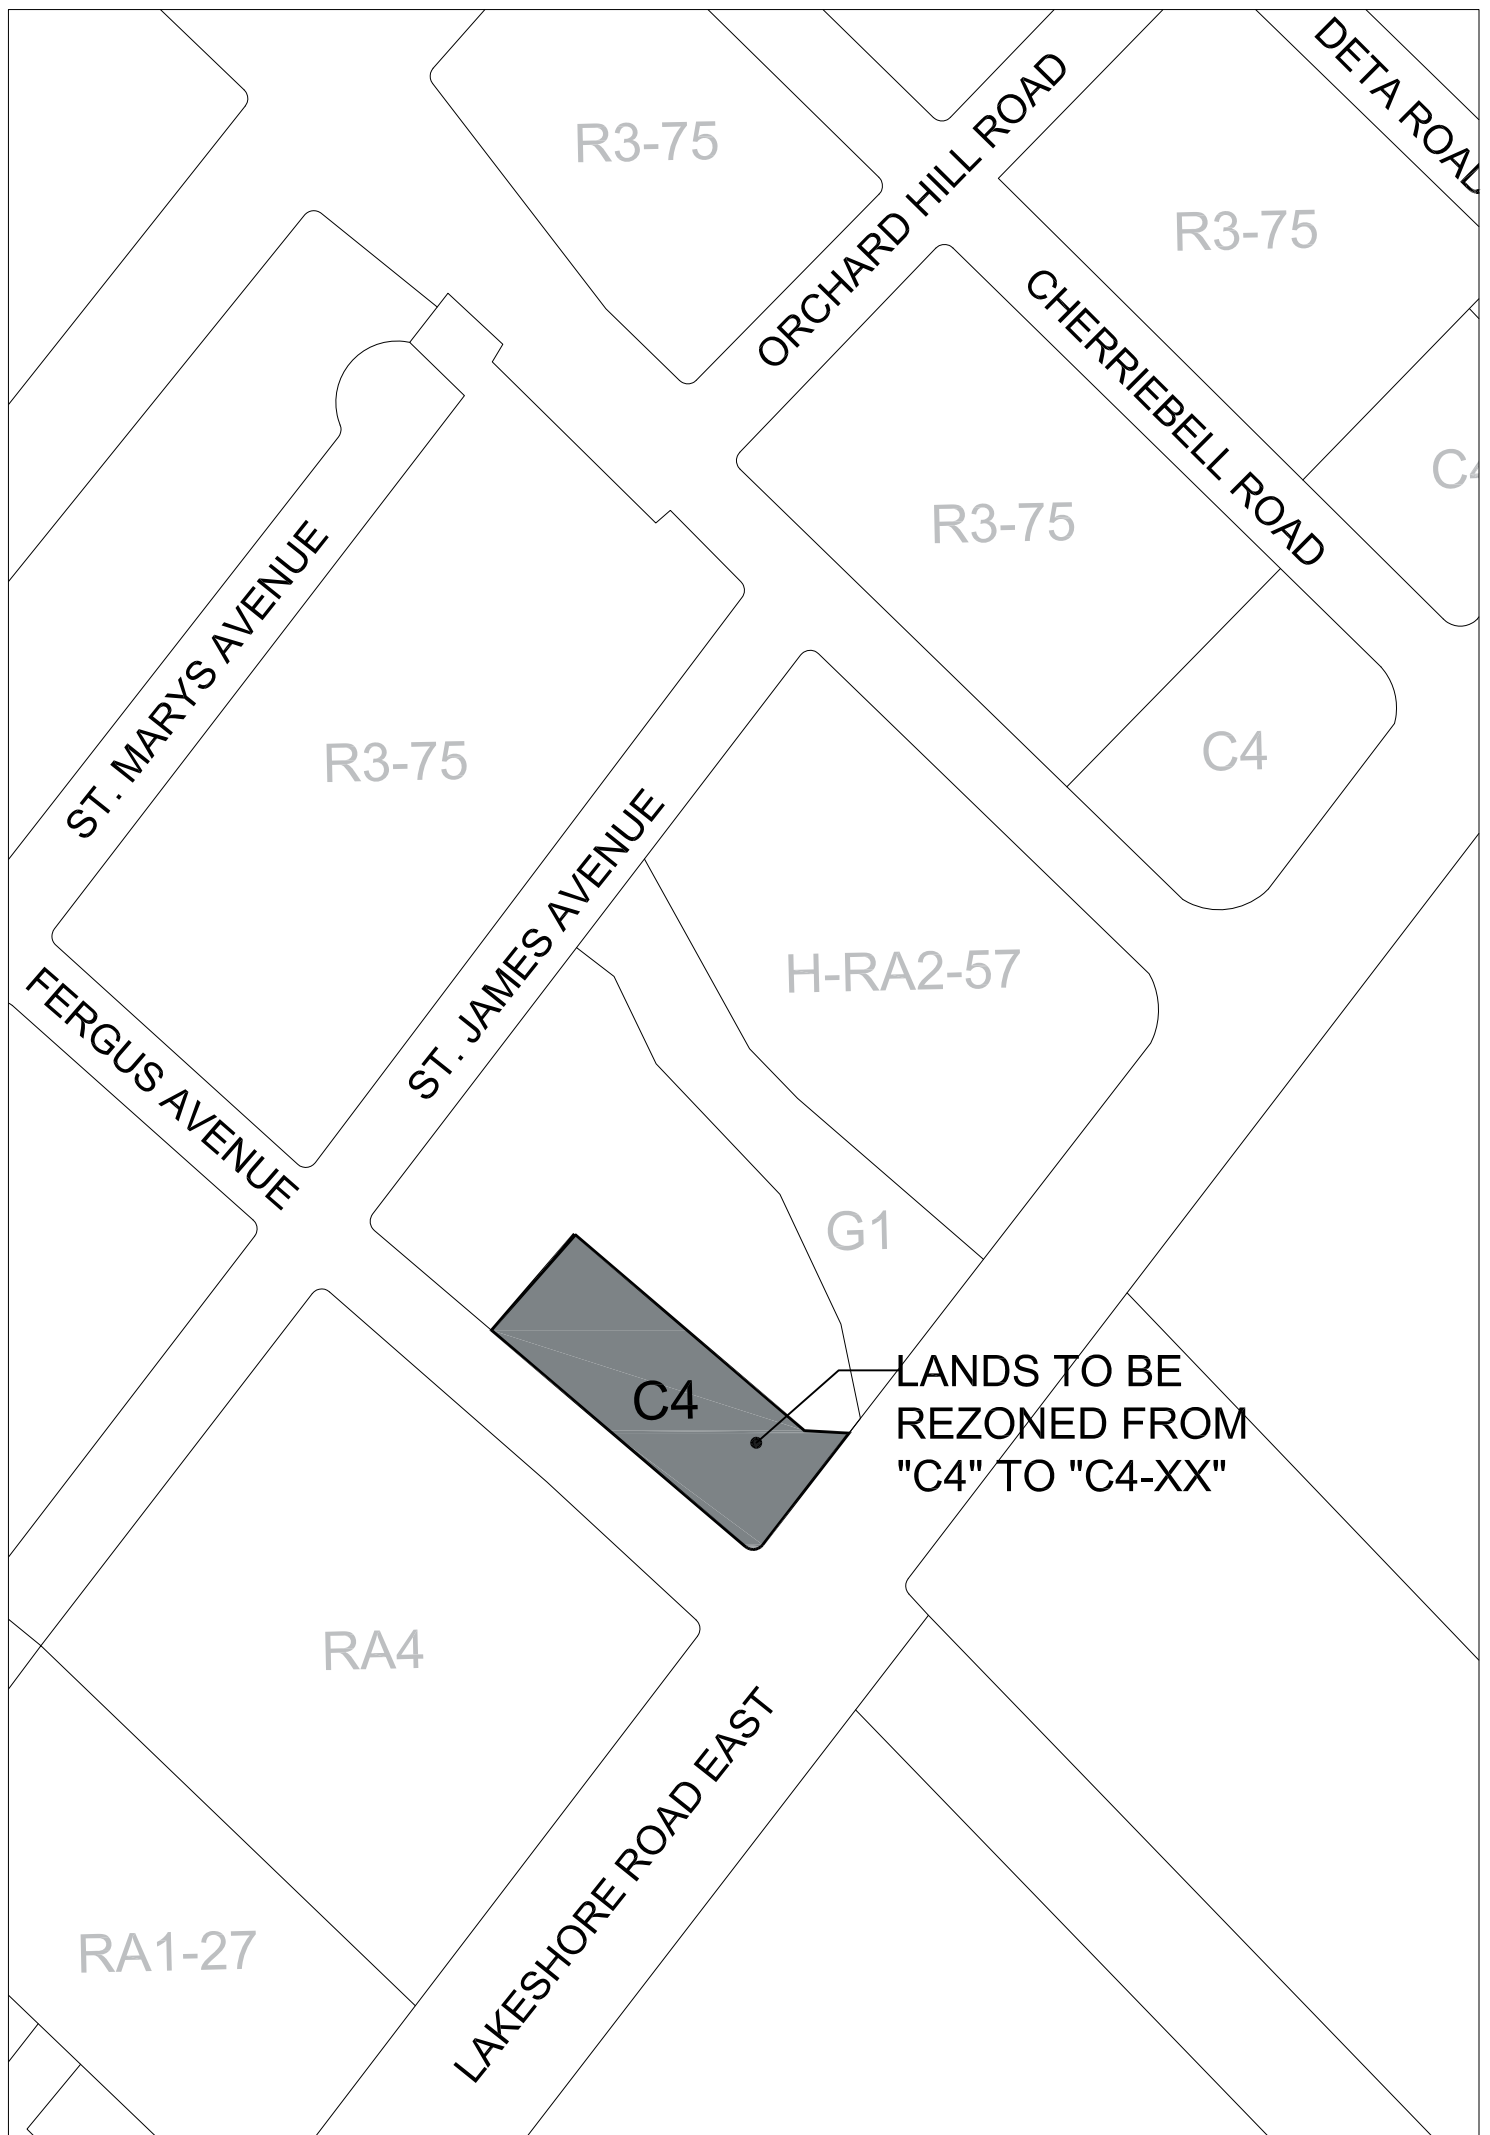 DETA ROAD
R3-75
ORCHARD HILL ROAD
R3-75
CHERRIEBELL ROAD
C4
R3-75
ST. MARYS AVENUE
R3-75
C4
ST. JAMES AVENUE
H-RA2-57
FERGUS AVENUE
G1
LANDS TO BE
REZONED FROM
"C4" TO "C4-XX"
C4
RA4
LAKESHORE ROAD EAST
RA1-27